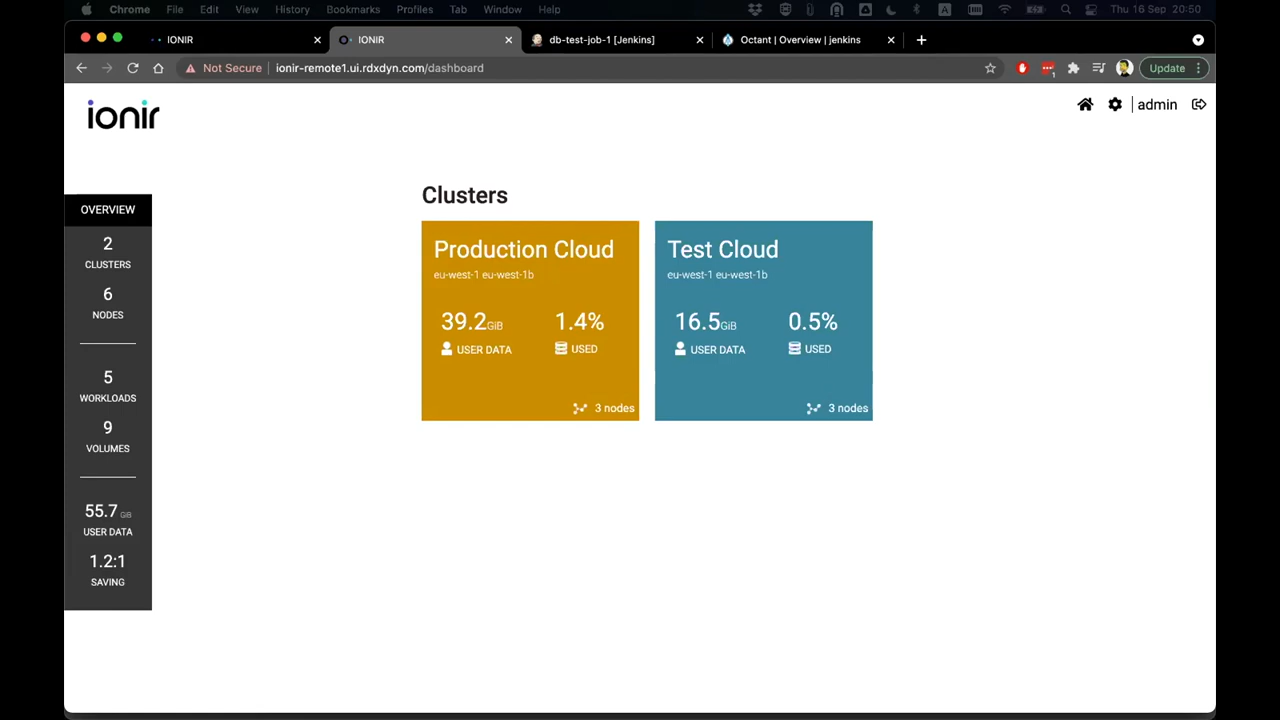 Chrome File Edit View History Bookmarks Profiles Tab Window Help
A
Thu 16 Sep 20:50
IONIR
IONIR
db-test-job-1 [Jenkins]
Octant | Overview | jenkins
Not Secure | ionir-remote1.ui.rdxdyn.com/dashboard
1
Update
ionir
admin
OVERVIEW
2
CLUSTERS
6
NODES
5
WORKLOADS
9
VOLUMES
55.7 GiB
USER DATA
1.2:1
SAVING
Clusters
Production Cloud
eu-west-1 eu-west-1b
39.2GiB 1.4%
USER DATA USED
3 nodes
Test Cloud
eu-west-1 eu-west-1b
16.5GiB 0.5%
USER DATA USED
3 nodes